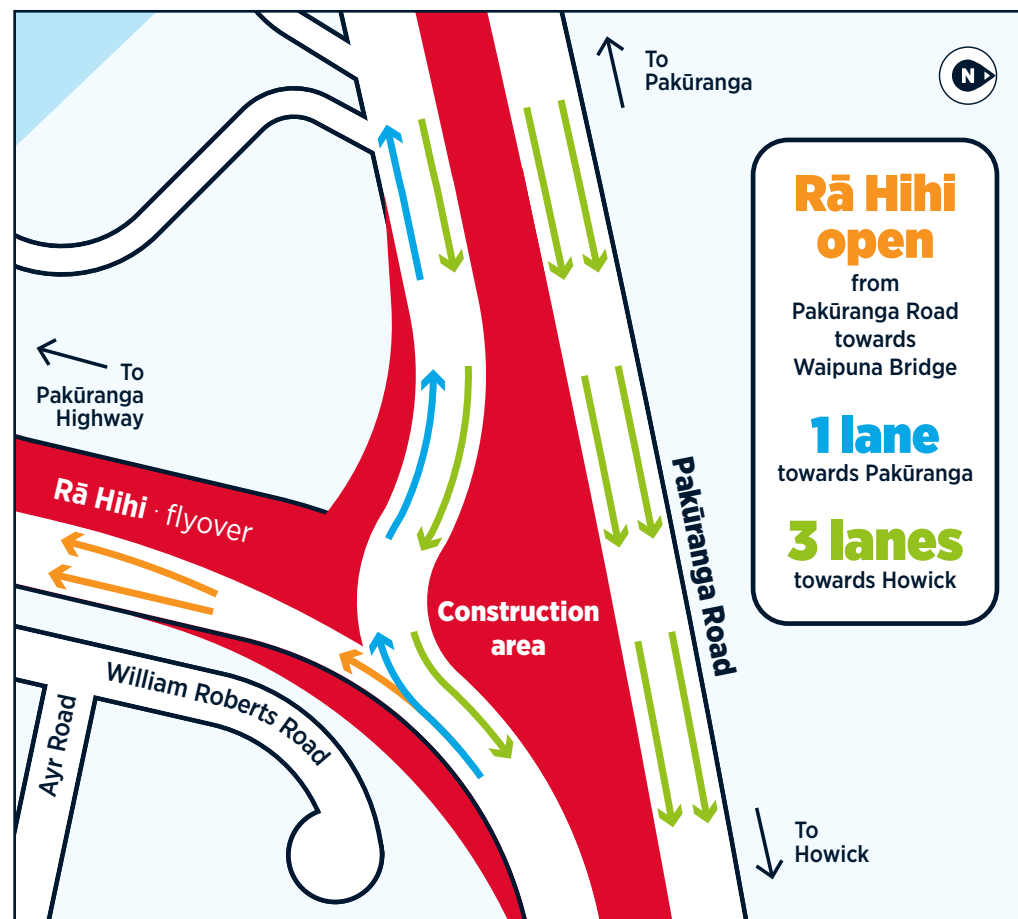 To
Pakūranga
N
Rā Hihi
open
from
Pakūranga Road
towards
Waipuna Bridge
1 lane
towards Pakūranga
3 lanes
towards Howick
To
Pakūranga
Highway
Rā Hihi · flyover
Pakūranga Road
Construction
area
William Roberts Road
Ayr Road
To
Howick